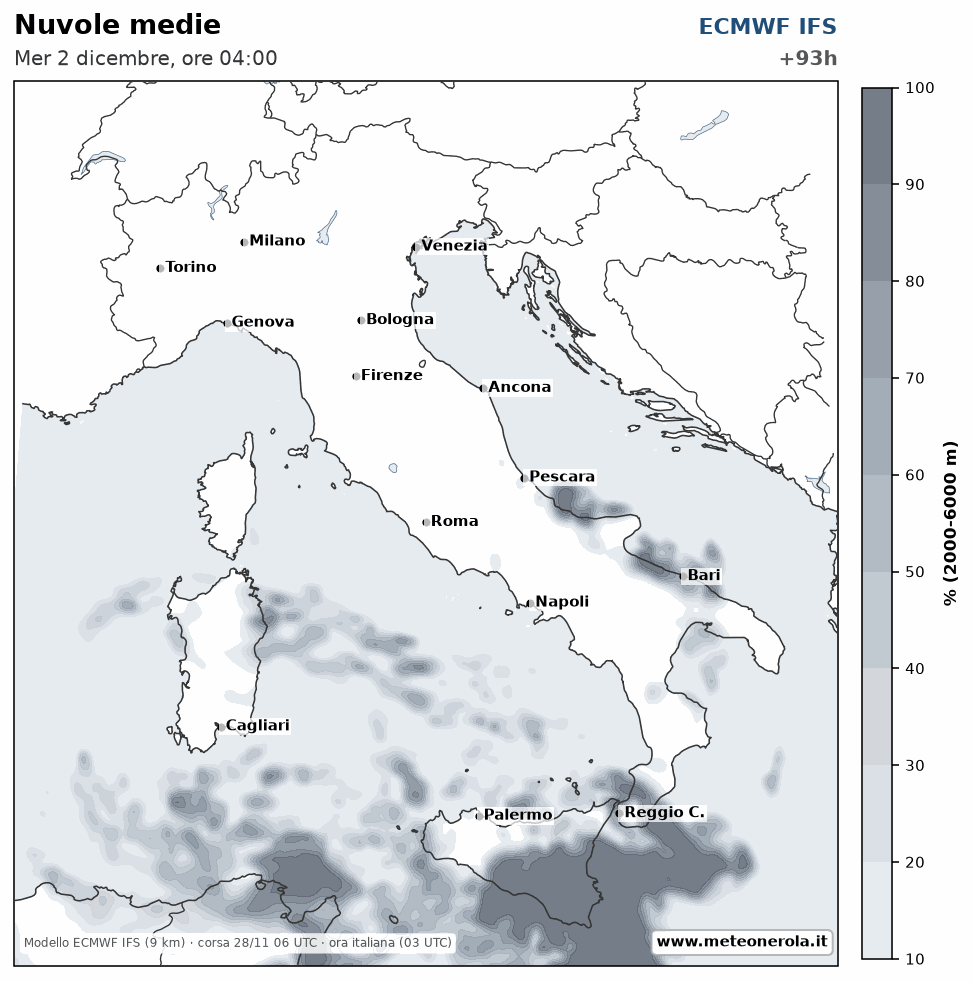 Nuvole medie
ECMWF IFS
Mer 2 dicembre, ore 04:00
+93h
Milano
Venezia
Torino
Genova
Bologna
Firenze
Ancona
Pescara
Roma
Bari
Napoli
Cagliari
Palermo
Reggio C.
Modello ECMWF IFS (9 km) · corsa 28/11 06 UTC · ora italiana (03 UTC)
www.meteonerola.it
100
90
80
70
60
50
40
30
20
10
% (2000-6000 m)